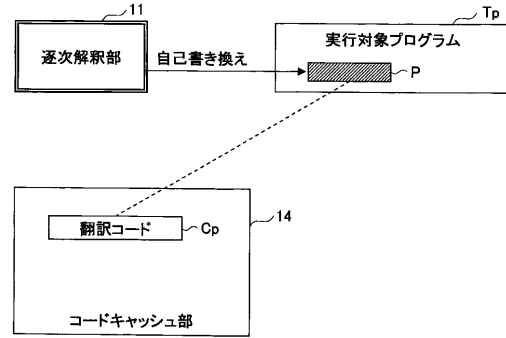 11
逐次解釈部
自己書き換え
Tp
実行対象プログラム
P
翻訳コード
Cp
14
コードキャッシュ部